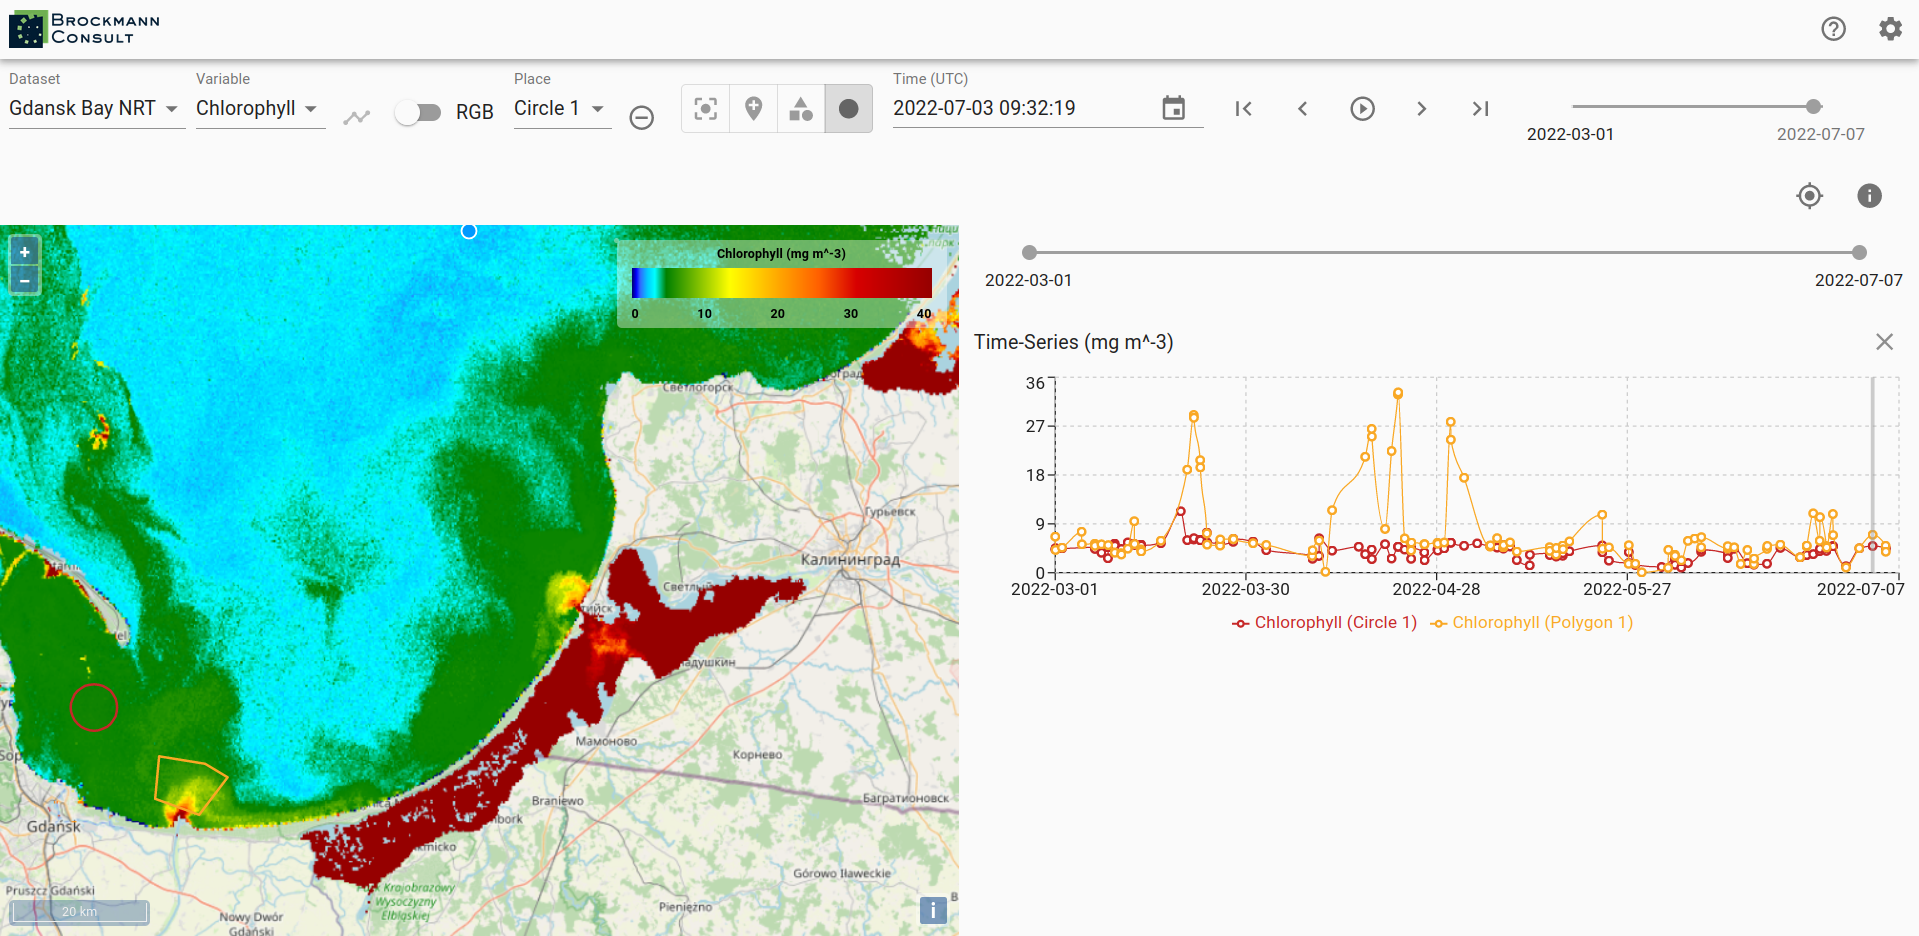 BROCKMANN
CONSULT
Dataset
Variable
Place
Time (UTC)
Gdansk Bay NRT
Chlorophyll
RGB
Circle 1
2022-07-03 09:32:19
2022-03-01
2022-07-07
+
−
Chlorophyll (mg m^-3)
0
10
20
30
40
2022-03-01
2022-07-07
Time-Series (mg m^-3)
36
27
18
9
0
2022-03-01
2022-03-30
2022-04-28
2022-05-27
2022-07-07
Chlorophyll (Circle 1)
Chlorophyll (Polygon 1)
парк
Светлогорск
Гурьевск
Калининград
Светлы
тийск
адушкин
Мамоново
Корнево
Багратионовск
Braniewo
Gdańsk
Górowo Iławeckie
Pruszcz Gdański
Krajobrazowy
Wysoczyzny
Elbląskiej
Pieniężno
Nowy Dwór
Gdański
20 km
i